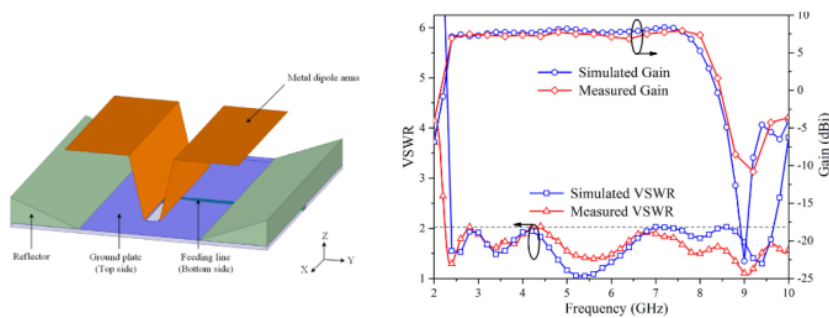 Metal dipole arms
Reflector
Ground plate
(Top side)
Feeding line
(Bottom side)
Z
Y
X
6
5
4
3
2
1
VSWR
10
5
0
-5
-10
-15
-20
-25
Gain (dBi)
Simulated Gain
Measured Gain
Simulated VSWR
Measured VSWR
2 3 4 5 6 7 8 9 10
Frequency (GHz)